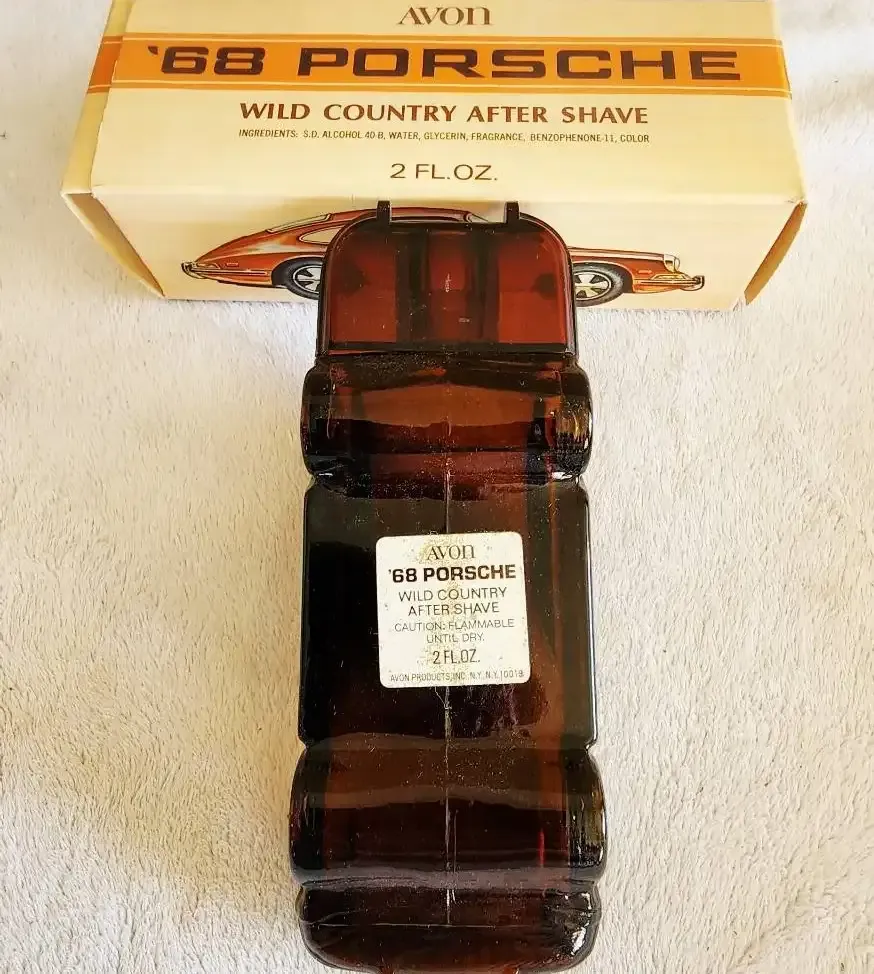 AVON
'68 PORSCHE
WILD COUNTRY AFTER SHAVE
INGREDIENTS: S.D. ALCOHOL 40-B, WATER, GLYCERIN, FRAGRANCE, BENZOPHENONE-11, COLOR
2 FL.OZ.
AVON
'68 PORSCHE
WILD COUNTRY
AFTER SHAVE
CAUTION: FLAMMABLE
UNTIL DRY.
2 FL.OZ.
AVON PRODUCTS, INC. N.Y. N.Y. 10019